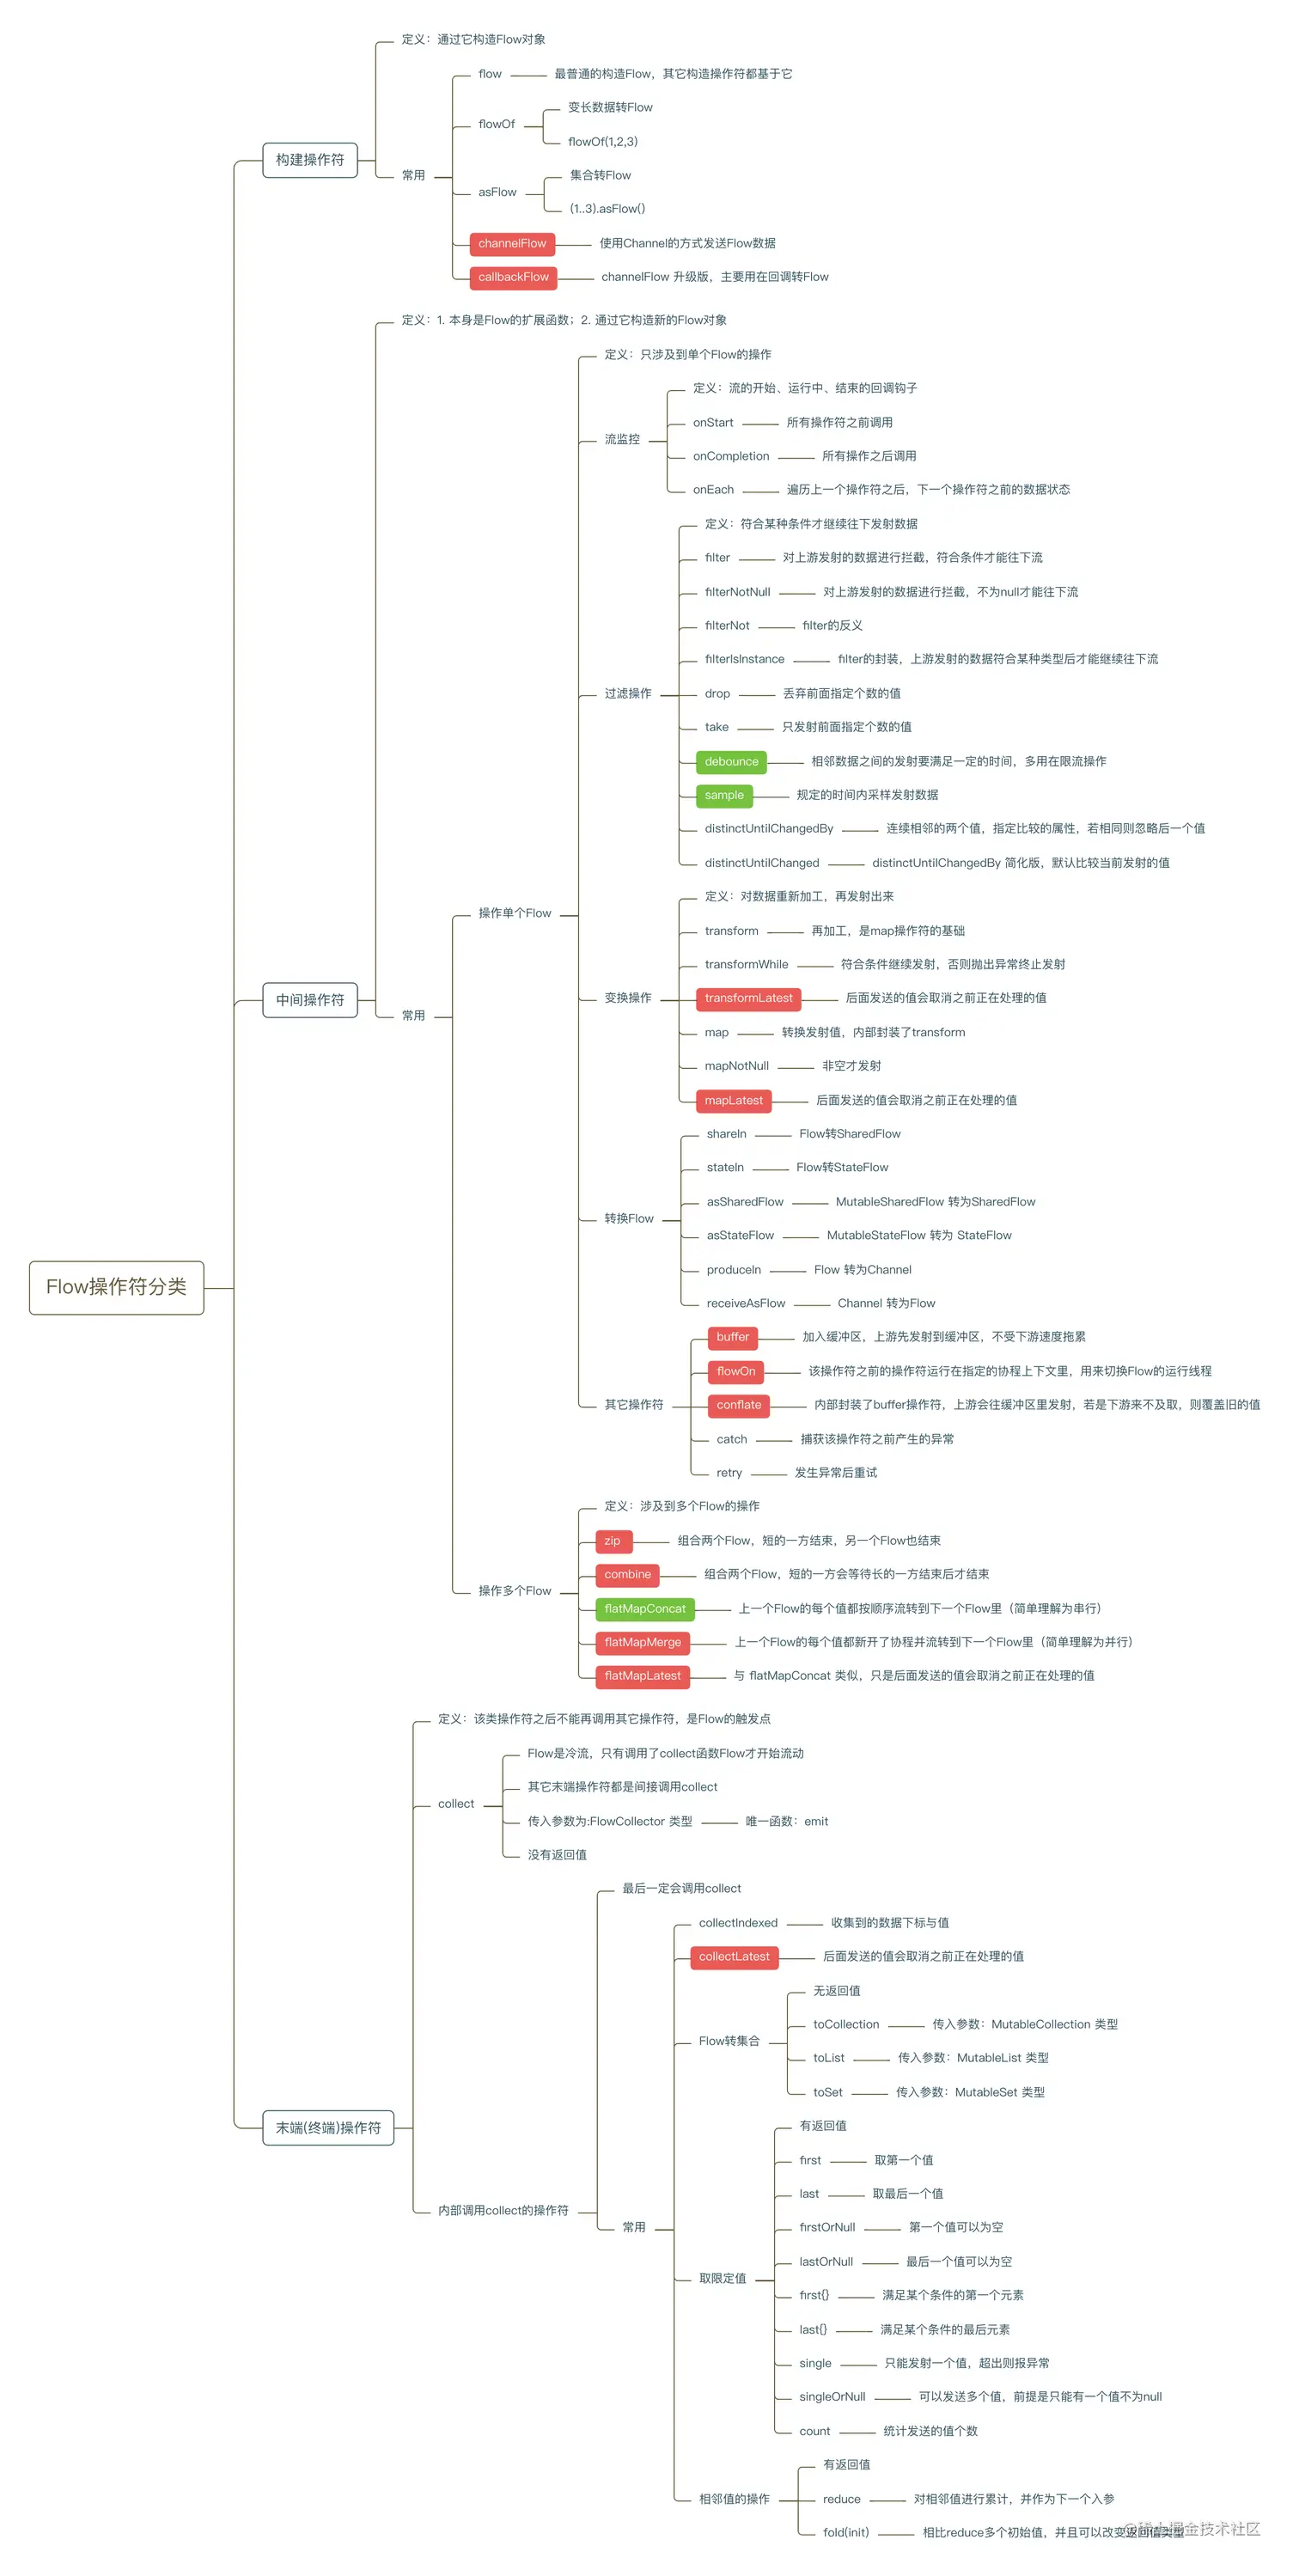 定义：通过它构造Flow对象
flow 最普通的构造Flow，其它构造操作符都基于它
变长数据转Flow
flowOf
flowOf(1,2,3)
构建操作符
常用
集合转Flow
asFlow
(1..3).asFlow()
channelFlow 使用Channel的方式发送Flow数据
callbackFlow channelFlow 升级版，主要用在回调转Flow
定义：1. 本身是Flow的扩展函数；2. 通过它构造新的Flow对象
定义：只涉及到单个Flow的操作
定义：流的开始、运行中、结束的回调钩子
onStart 所有操作符之前调用
流监控
onCompletion 所有操作之后调用
onEach 遍历上一个操作符之后，下一个操作符之前的数据状态
定义：符合某种条件才继续往下发射数据
filter 对上游发射的数据进行拦截，符合条件才能往下流
filterNotNull 对上游发射的数据进行拦截，不为null才能往下流
filterNot filter的反义
filterIsInstance filter的封装，上游发射的数据符合某种类型后才能继续往下流
过滤操作
drop 丢弃前面指定个数的值
take 只发射前面指定个数的值
debounce 相邻数据之间的发射要满足一定的时间，多用在限流操作
sample 规定的时间内采样发射数据
distinctUntilChangedBy 连续相邻的两个值，指定比较的属性，若相同则忽略后一个值
distinctUntilChanged distinctUntilChangedBy 简化版，默认比较当前发射的值
定义：对数据重新加工，再发射出来
操作单个Flow
transform 再加工，是map操作符的基础
transformWhile 符合条件继续发射，否则抛出异常终止发射
中间操作符
变换操作
transformLatest 后面发送的值会取消之前正在处理的值
常用
map 转换发射值，内部封装了transform
mapNotNull 非空才发射
mapLatest 后面发送的值会取消之前正在处理的值
shareIn Flow转SharedFlow
stateIn Flow转StateFlow
asSharedFlow MutableSharedFlow 转为SharedFlow
转换Flow
asStateFlow MutableStateFlow 转为 StateFlow
produceIn Flow 转为Channel
Flow操作符分类
receiveAsFlow Channel 转为Flow
buffer 加入缓冲区，上游先发射到缓冲区，不受下游速度拖累
flowOn 该操作符之前的操作符运行在指定的协程上下文里，用来切换Flow的运行线程
其它操作符
conflate 内部封装了buffer操作符，上游会往缓冲区里发射，若是下游来不及取，则覆盖旧的值
catch 捕获该操作符之前产生的异常
retry 发生异常后重试
定义：涉及到多个Flow的操作
zip 组合两个Flow，短的一方结束，另一个Flow也结束
combine 组合两个Flow，短的一方会等待长的一方结束后才结束
操作多个Flow
flatMapConcat 上一个Flow的每个值都按顺序流转到下一个Flow里（简单理解为串行）
flatMapMerge 上一个Flow的每个值都新开了协程并流转到下一个Flow里（简单理解为并行）
flatMapLatest 与 flatMapConcat 类似，只是后面发送的值会取消之前正在处理的值
定义：该类操作符之后不能再调用其它操作符，是Flow的触发点
Flow是冷流，只有调用了collect函数Flow才开始流动
其它末端操作符都是间接调用collect
collect
传入参数为:FlowCollector 类型 唯一函数：emit
没有返回值
最后一定会调用collect
collectIndexed 收集到的数据下标与值
collectLatest 后面发送的值会取消之前正在处理的值
无返回值
toCollection 传入参数：MutableCollection 类型
Flow转集合
toList 传入参数：MutableList 类型
toSet 传入参数：MutableSet 类型
末端(终端)操作符
有返回值
first 取第一个值
last 取最后一个值
内部调用collect的操作符
常用
firstOrNull 第一个值可以为空
lastOrNull 最后一个值可以为空
取限定值
first{} 满足某个条件的第一个元素
last{} 满足某个条件的最后元素
single 只能发射一个值，超出则报异常
singleOrNull 可以发送多个值，前提是只能有一个值不为null
count 统计发送的值个数
有返回值
相邻值的操作
reduce 对相邻值进行累计，并作为下一个入参
fold(init) 相比reduce多个初始值，并且可以改变返回值类型
@稀土掘金技术社区